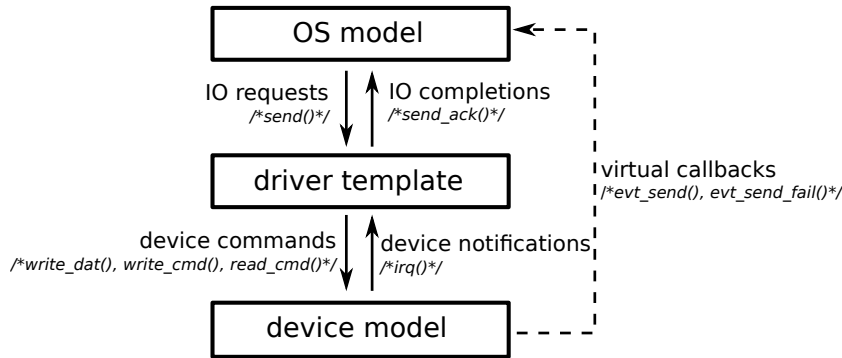 OS model
IO requests
/*send()*/
IO completions
/*send_ack()*/
virtual callbacks
/*evt_send(), evt_send_fail()*/
driver template
device commands
/*write_dat(), write_cmd(), read_cmd()*/
device notifications
/*irq()*/
device model